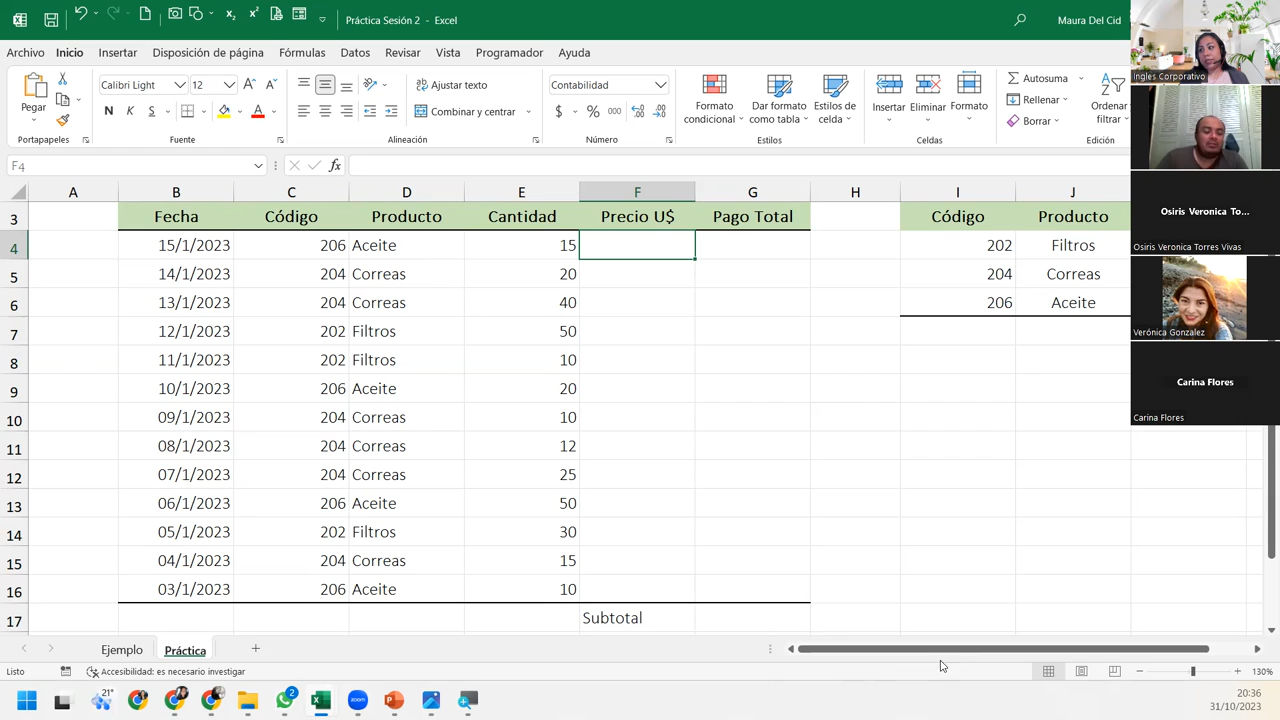 Práctica Sesión 2 - Excel
Maura Del Cid
Archivo Inicio Insertar Disposición de página Fórmulas Datos Revisar Vista Programador Ayuda
Pegar
Portapapeles
Calibri Light 12
N K S
Fuente
Ajustar texto
Combinar y centrar
Alineación
Contabilidad
$ % 000
Número
Formato condicional
Dar formato como tabla
Estilos de celda
Estilos
Insertar Eliminar Formato
Celdas
Autosuma
Rellenar
Borrar
Ordenar
filtrar
Edición
F4 fx
A B C D E F G H I J
3 Fecha Código Producto Cantidad Precio U$ Pago Total Código Producto
4 15/1/2023 206 Aceite 15 202 Filtros
5 14/1/2023 204 Correas 20 204 Correas
6 13/1/2023 204 Correas 40 206 Aceite
7 12/1/2023 202 Filtros 50
8 11/1/2023 202 Filtros 10
9 10/1/2023 206 Aceite 20
10 09/1/2023 204 Correas 10
11 08/1/2023 204 Correas 12
12 07/1/2023 204 Correas 25
13 06/1/2023 206 Aceite 50
14 05/1/2023 202 Filtros 30
15 04/1/2023 204 Correas 15
16 03/1/2023 206 Aceite 10
17 Subtotal
Ejemplo Práctica
Listo Accesibilidad: es necesario investigar 130%
21° 2 zoom
20:36
31/10/2023
Ingles Corporativo
Osiris Veronica To...
Osiris Veronica Torres Vivas
Verónica Gonzalez
Carina Flores
Carina Flores